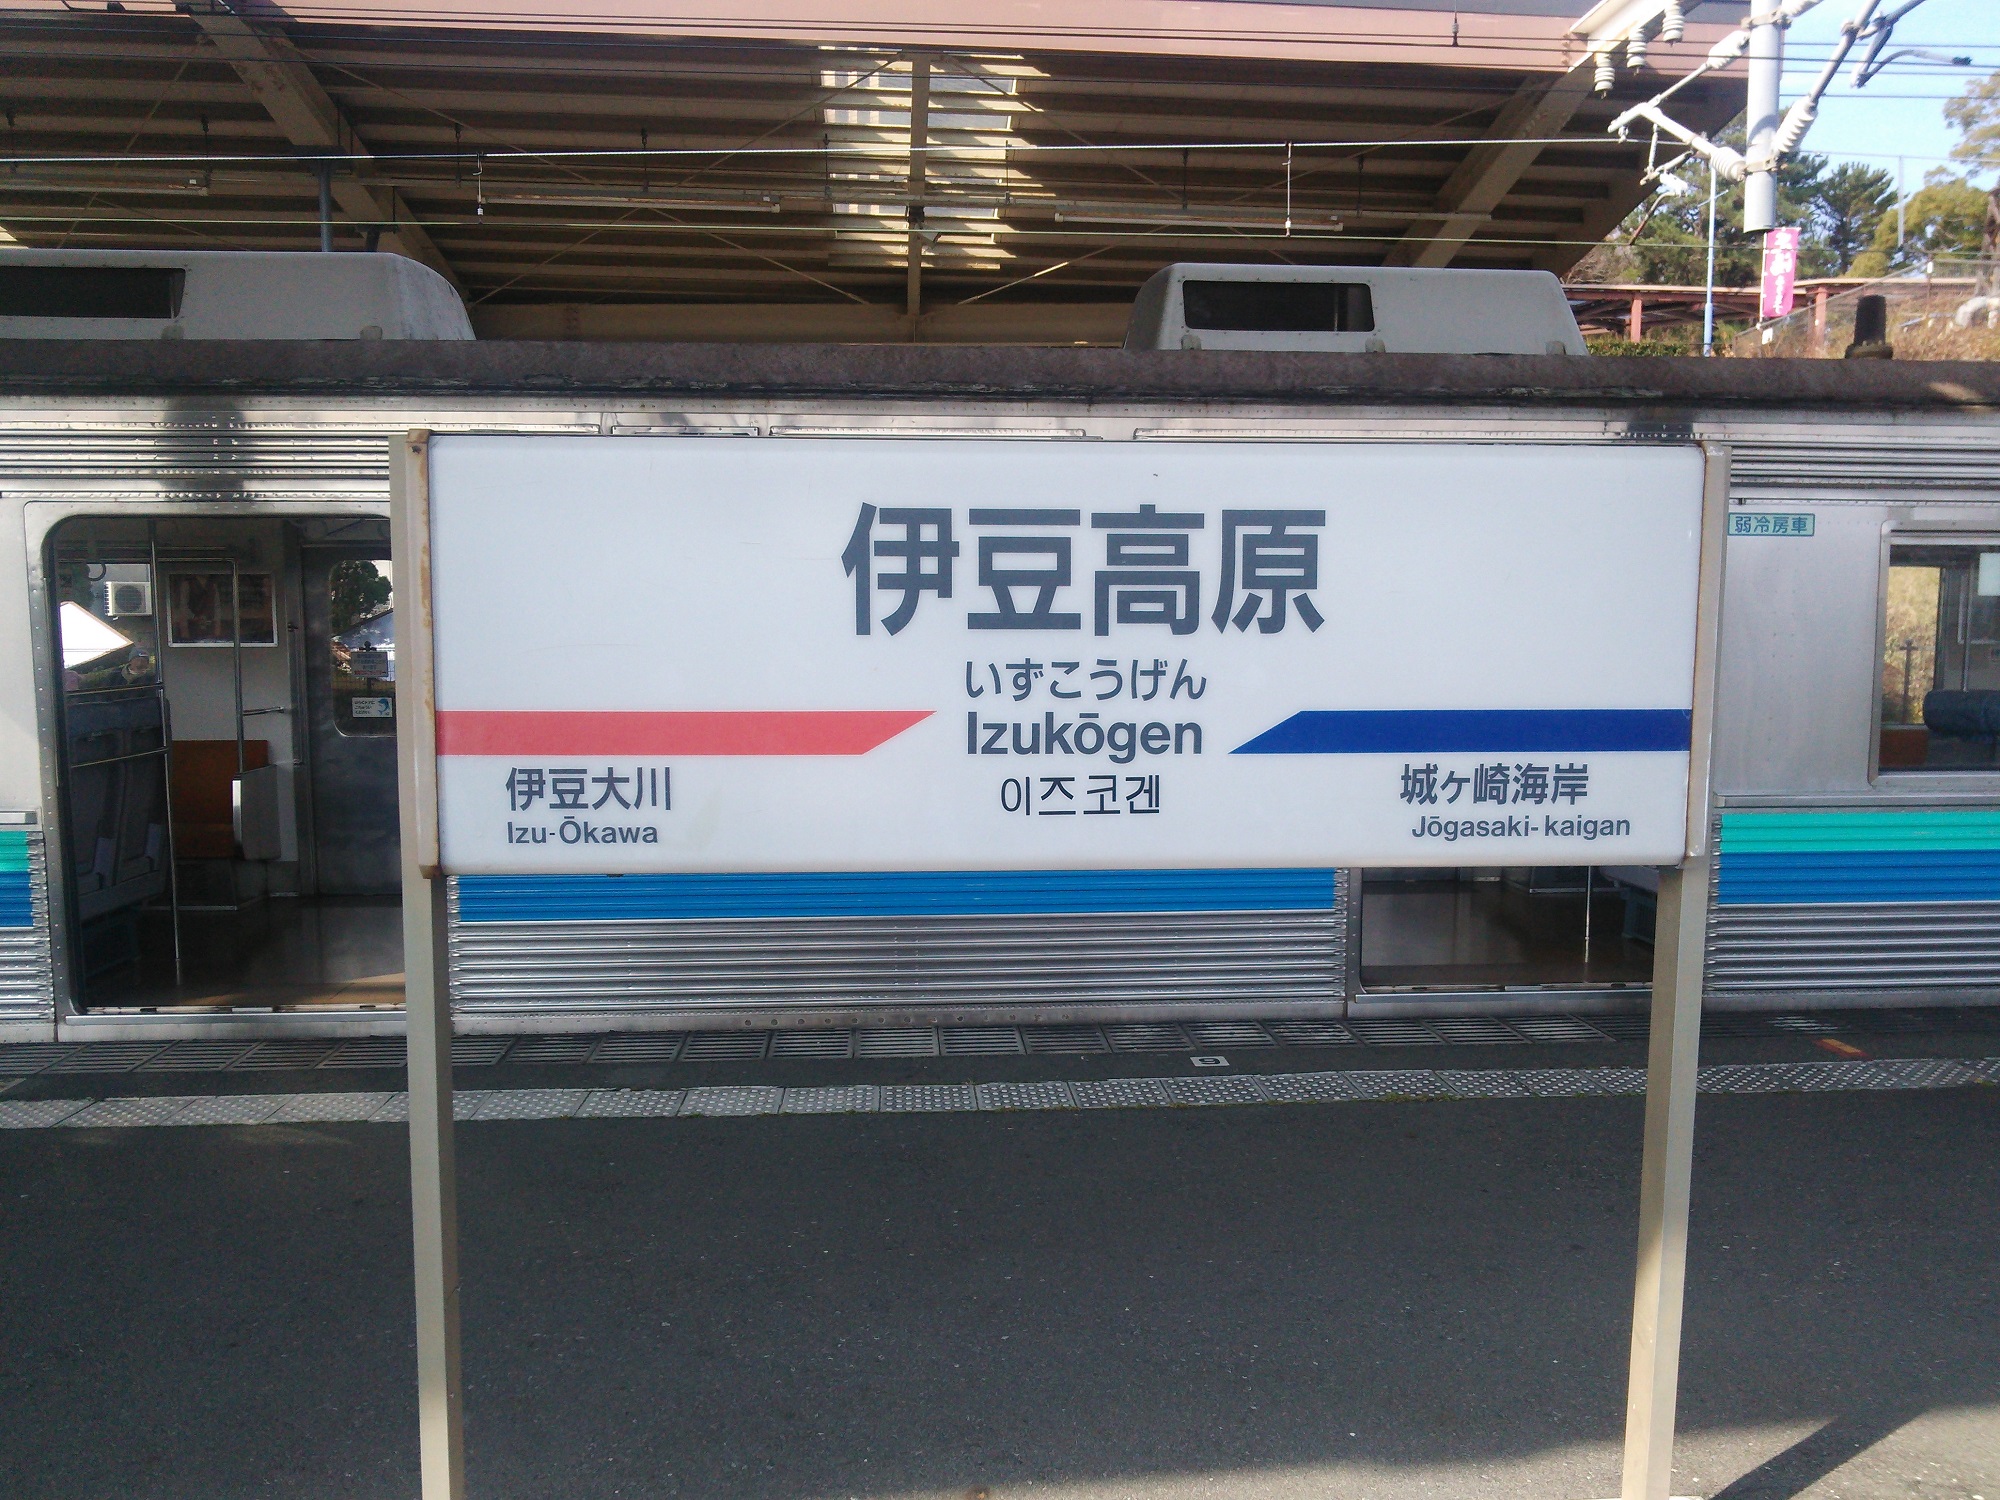 伊豆高原
いずこうげん
Izukōgen
이즈코겐
伊豆大川
Izu-Ōkawa
城ヶ崎海岸
Jōgasaki-kaigan
弱冷房車
9